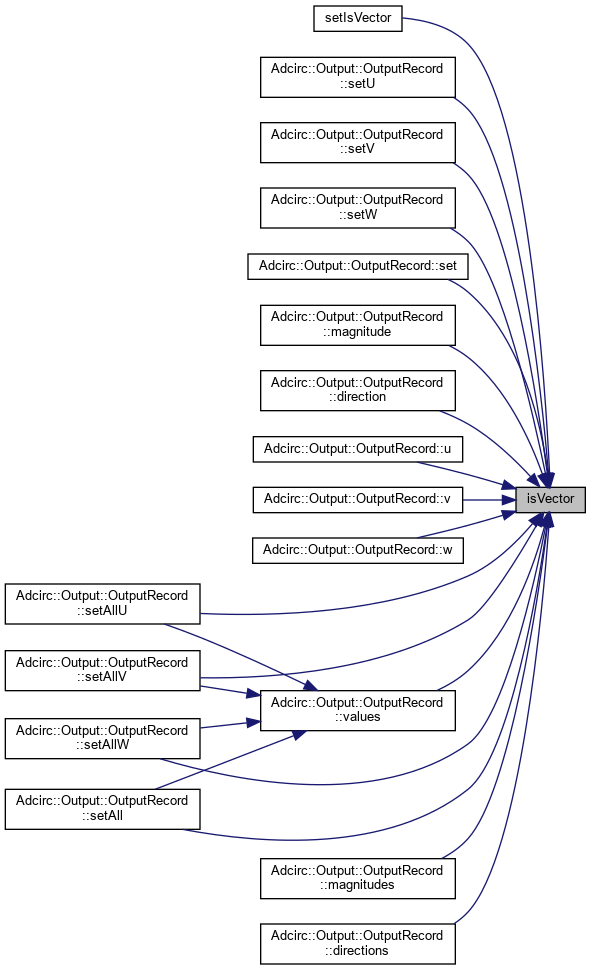 setIsVector
Adcirc::Output::OutputRecord
::setU
Adcirc::Output::OutputRecord
::setV
Adcirc::Output::OutputRecord
::setW
Adcirc::Output::OutputRecord::set
Adcirc::Output::OutputRecord
::magnitude
Adcirc::Output::OutputRecord
::direction
Adcirc::Output::OutputRecord::u
Adcirc::Output::OutputRecord::v
isVector
Adcirc::Output::OutputRecord::w
Adcirc::Output::OutputRecord
::setAllU
Adcirc::Output::OutputRecord
::setAllV
Adcirc::Output::OutputRecord
::values
Adcirc::Output::OutputRecord
::setAllW
Adcirc::Output::OutputRecord
::setAll
Adcirc::Output::OutputRecord
::magnitudes
Adcirc::Output::OutputRecord
::directions